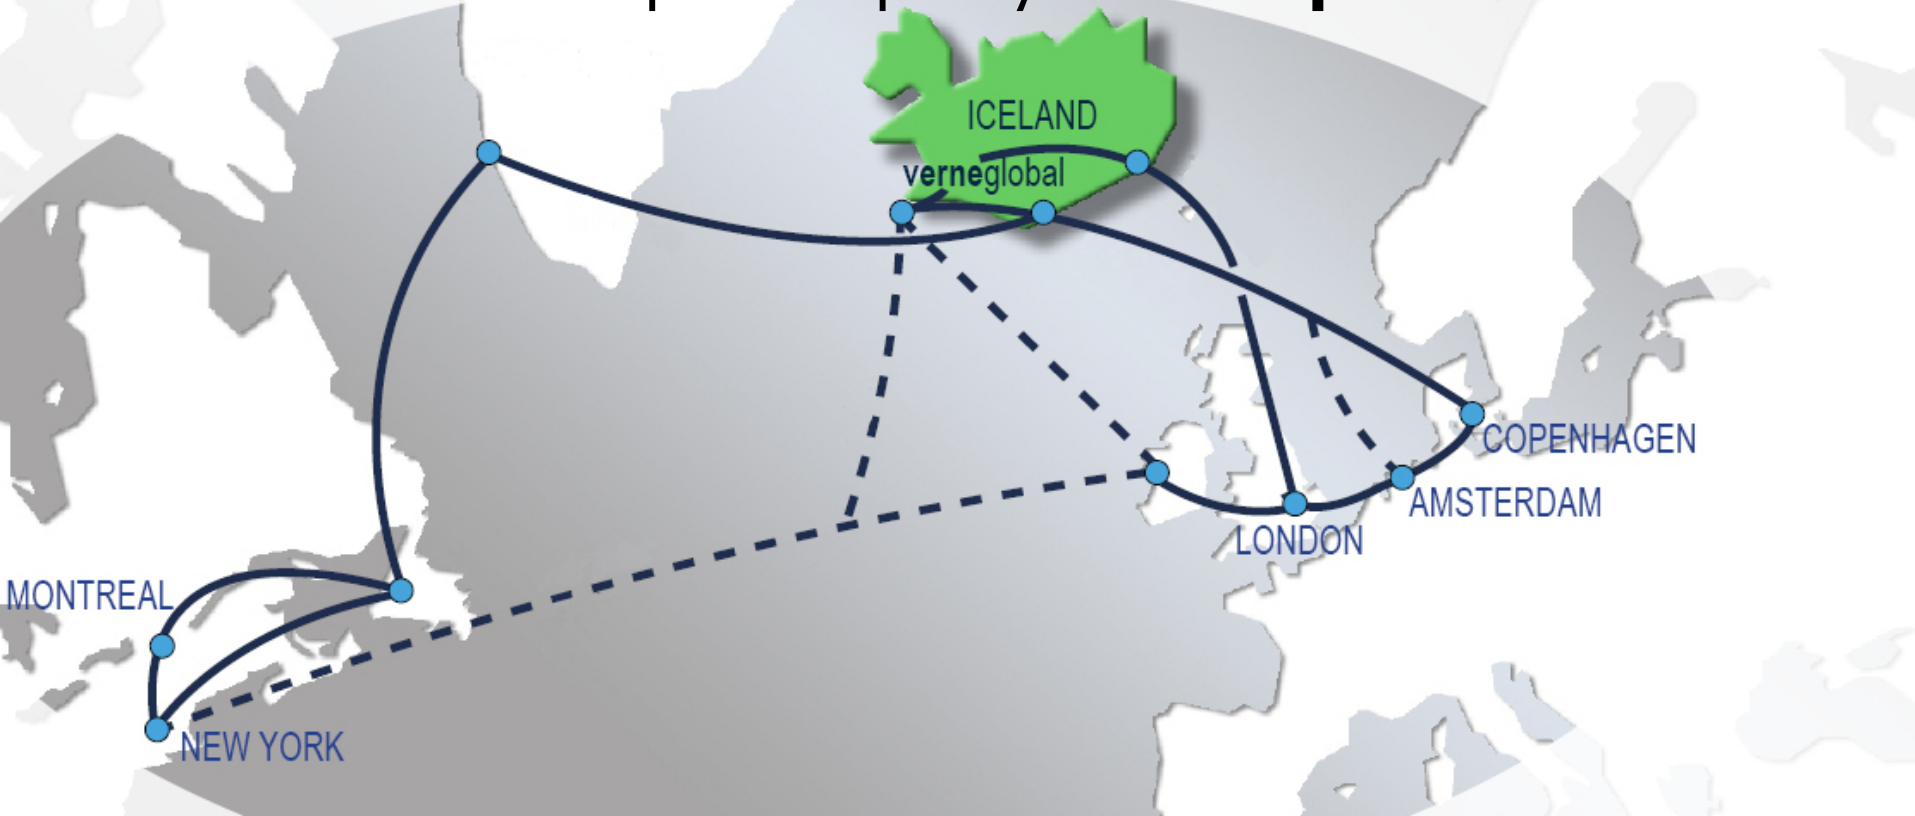 ICELAND
verneglobal
COPENHAGEN
AMSTERDAM
LONDON
MONTREAL
NEW YORK